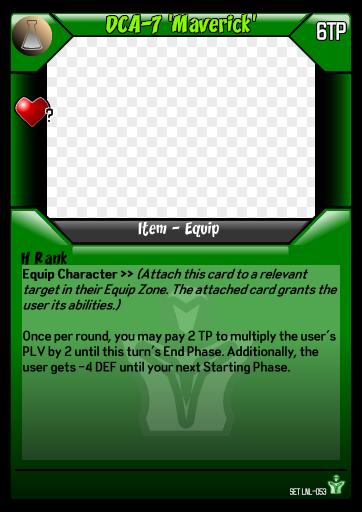 DCA-7 'Maverick'
6TP
?
Item - Equip
H Rank
Equip Character >> (Attach this card to a relevant
target in their Equip Zone. The attached card grants the
user its abilities.)
Once per round, you may pay 2 TP to multiply the user's
PLV by 2 until this turn's End Phase. Additionally, the
user gets -4 DEF until your next Starting Phase.
SET LNL-053